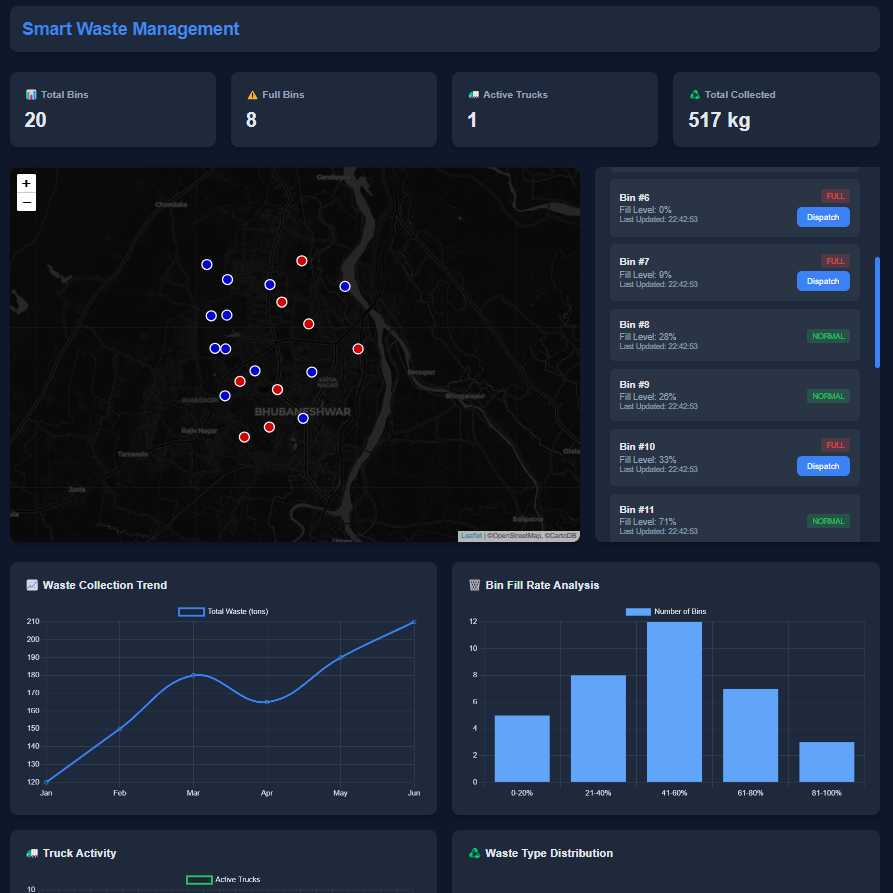 Smart Waste Management
Total Bins
20
Full Bins
8
Active Trucks
1
Total Collected
517 kg
+
−
Gandarpur
Chandaka
Bhingarapur
SATYA
NAGAR
KHANDAGIRI
BHUBANESHWAR
Rajiv Nagar
Tamando
Janla
Balipatna
Leaflet | ©OpenStreetMap, ©CartoDB
Bin #6
FULL
Fill Level: 0%
Last Updated: 22:42:53
Dispatch
Bin #7
FULL
Fill Level: 9%
Last Updated: 22:42:53
Dispatch
Bin #8
Fill Level: 28%
NORMAL
Last Updated: 22:42:53
Bin #9
Fill Level: 26%
NORMAL
Last Updated: 22:42:53
Bin #10
FULL
Fill Level: 33%
Last Updated: 22:42:53
Dispatch
Bin #11
Fill Level: 71%
NORMAL
Last Updated: 22:42:53
Waste Collection Trend
Total Waste (tons)
210
200
190
180
170
160
150
140
130
120
Jan Feb Mar Apr May Jun
Bin Fill Rate Analysis
Number of Bins
12
10
8
6
4
2
0
0-20% 21-40% 41-60% 61-80% 81-100%
Truck Activity
Active Trucks
10
Waste Type Distribution